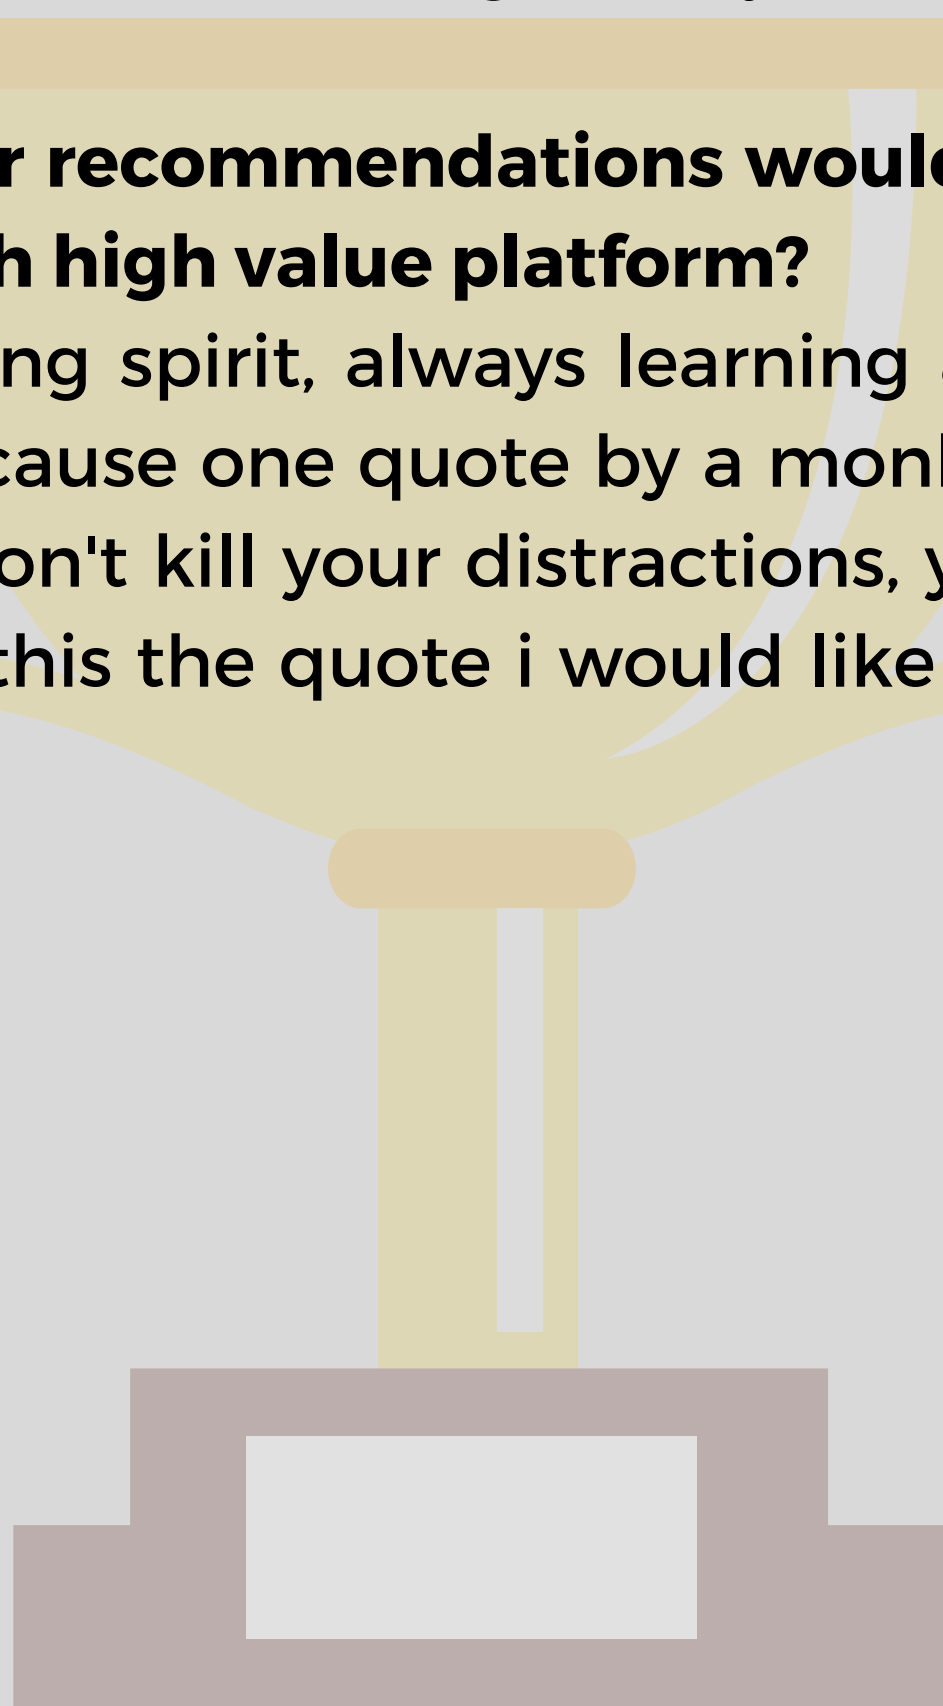 r recommendations would
h high value platform?
ng spirit, always learning
cause one quote by a monk
on't kill your distractions,
this the quote i would like